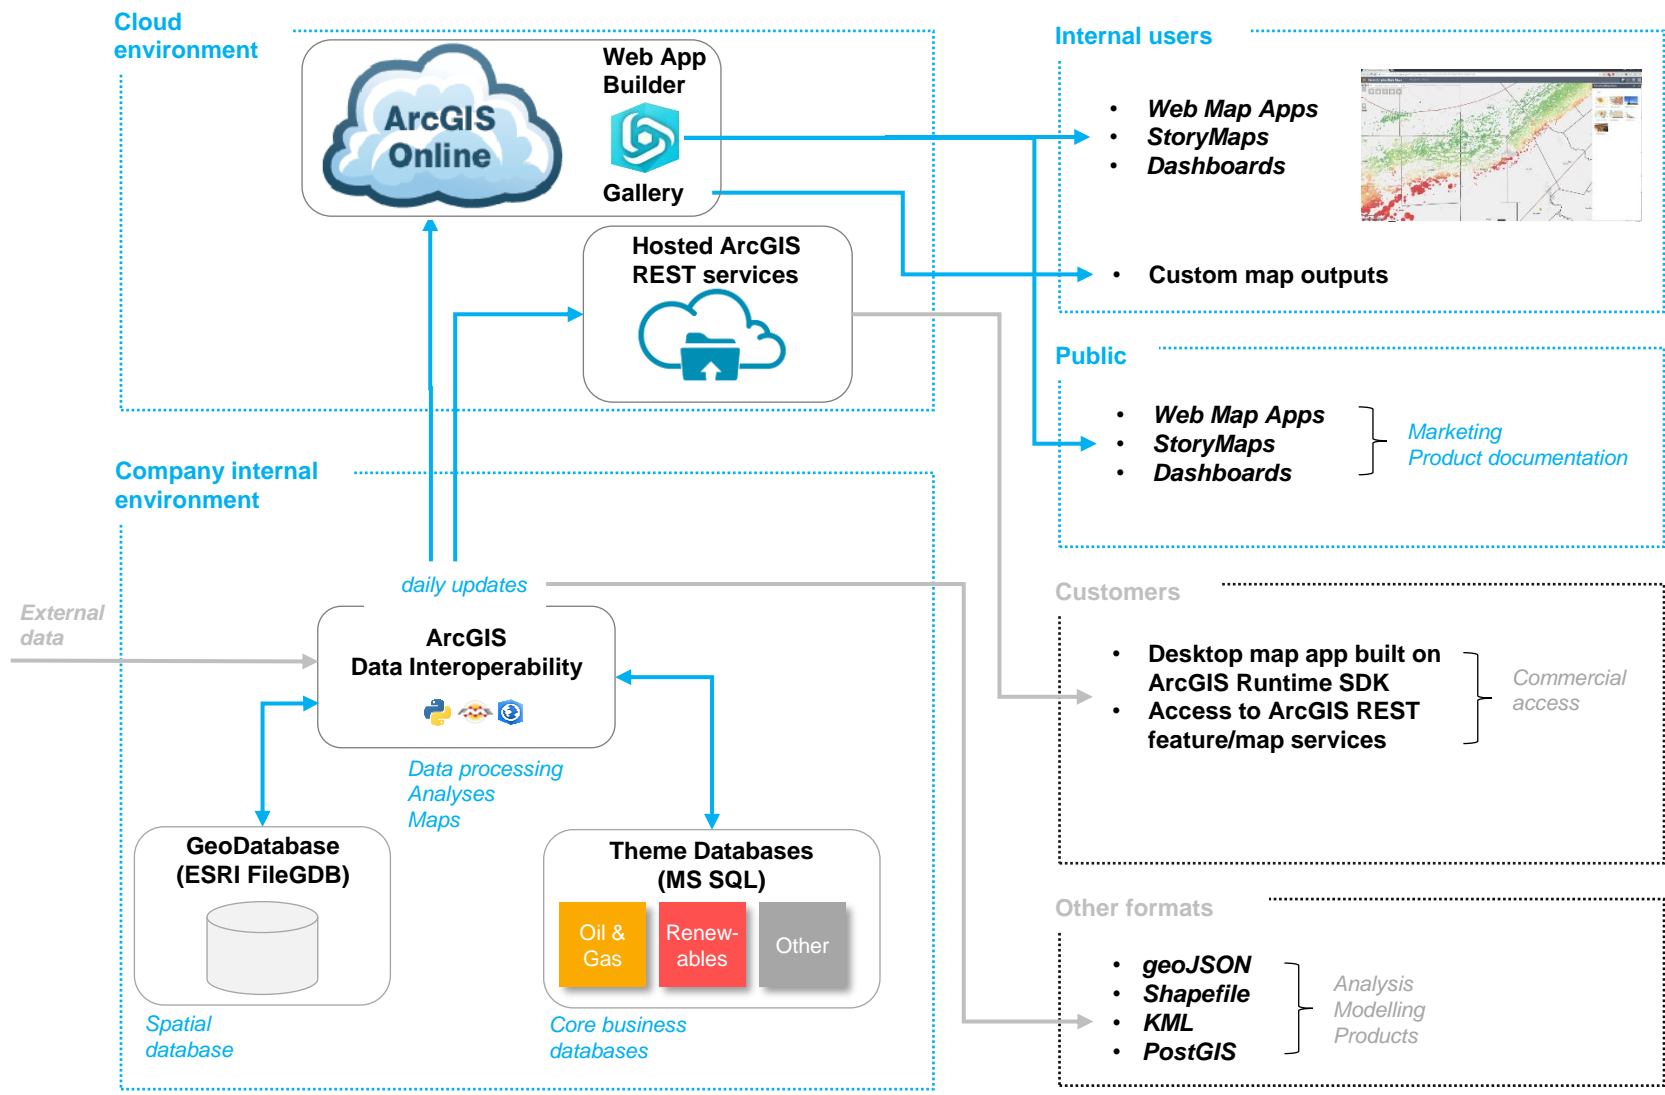 Cloud
environment
ArcGIS
Online
Web App
Builder
Gallery
Hosted ArcGIS
REST services
Company internal
environment
daily updates
External
data
ArcGIS
Data Interoperability
Data processing
Analyses
Maps
GeoDatabase
(ESRI FileGDB)
Spatial
database
Theme Databases
(MS SQL)
Oil &
Gas
Renew-
ables
Other
Core business
databases
Internal users
• Web Map Apps
• StoryMaps
• Dashboards
• Custom map outputs
Public
• Web Map Apps
• StoryMaps
• Dashboards
Marketing
Product documentation
Customers
• Desktop map app built on
ArcGIS Runtime SDK
• Access to ArcGIS REST
feature/map services
Commercial
access
Other formats
• geoJSON
• Shapefile
• KML
• PostGIS
Analysis
Modelling
Products